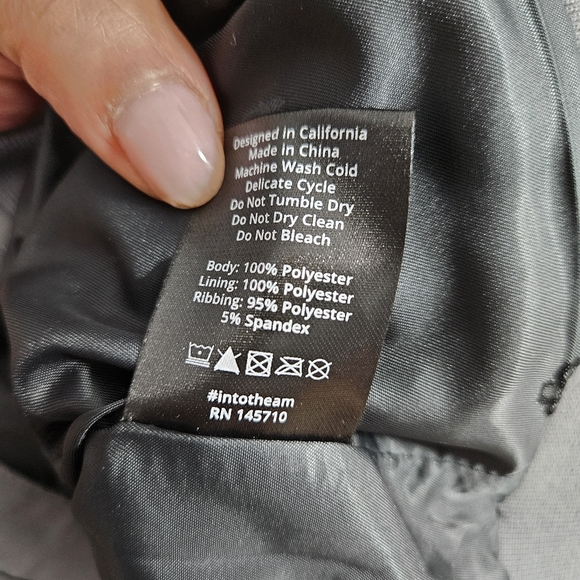 Designed in California
Made in China
Machine Wash Cold
Delicate Cycle
Do Not Tumble Dry
Do Not Dry Clean
Do Not Bleach
Body: 100% Polyester
Lining: 100% Polyester
Ribbing: 95% Polyester
5% Spandex
#intotheam
RN 145710